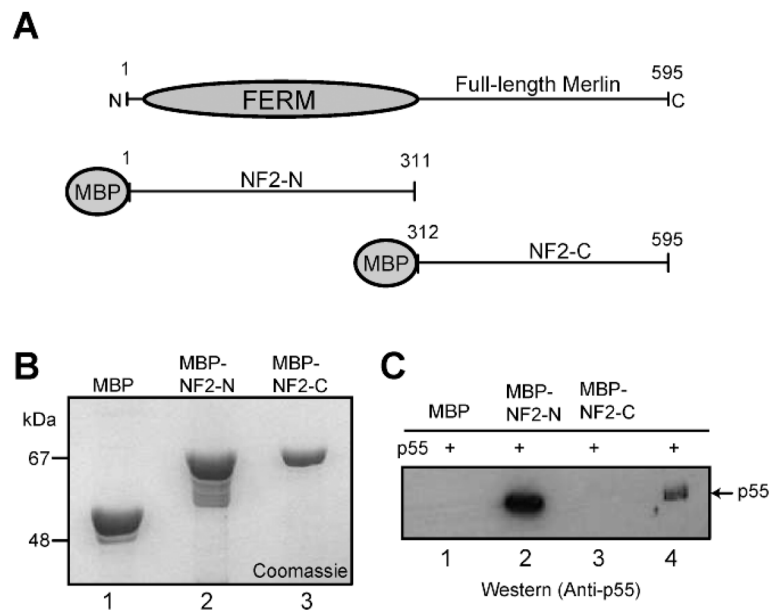 A
1
595
N
FERM
Full-length Merlin
C
1
311
MBP
NF2-N
312
595
MBP
NF2-C
B
MBP
MBP-
NF2-N
MBP-
NF2-C
kDa
67
48
Coomassie
1 2 3
C
MBP
MBP-
NF2-N
MBP-
NF2-C
p55 + + + +
p55
1 2 3 4
Western (Anti-p55)